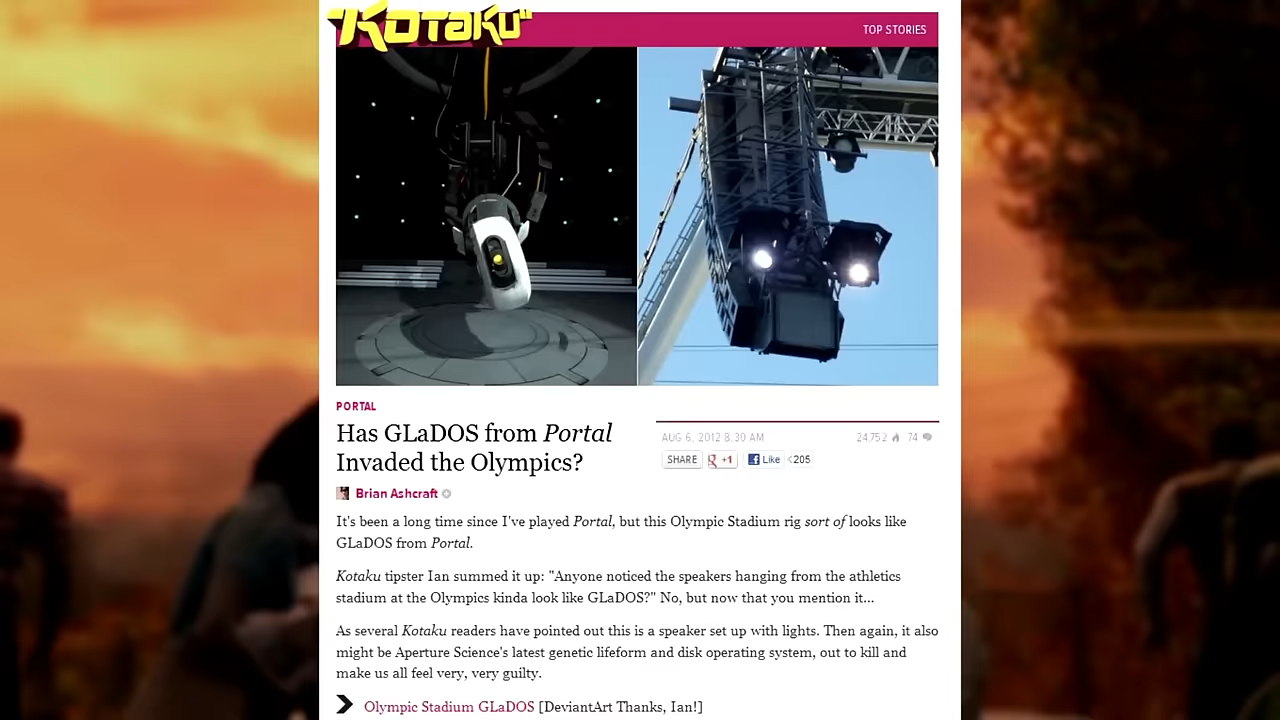 "KOTAKU"
TOP STORIES
PORTAL
Has GLaDOS from Portal
Invaded the Olympics?
AUG 6, 2012 8:30 AM
24,752
74
SHARE
g +1
Like
205
Brian Ashcraft
It's been a long time since I've played Portal, but this Olympic Stadium rig sort of looks like
GLaDOS from Portal.
Kotaku tipster Ian summed it up: "Anyone noticed the speakers hanging from the athletics
stadium at the Olympics kinda look like GLaDOS?" No, but now that you mention it...
As several Kotaku readers have pointed out this is a speaker set up with lights. Then again, it also
might be Aperture Science's latest genetic lifeform and disk operating system, out to kill and
make us all feel very, very guilty.
Olympic Stadium GLaDOS [DeviantArt Thanks, Ian!]